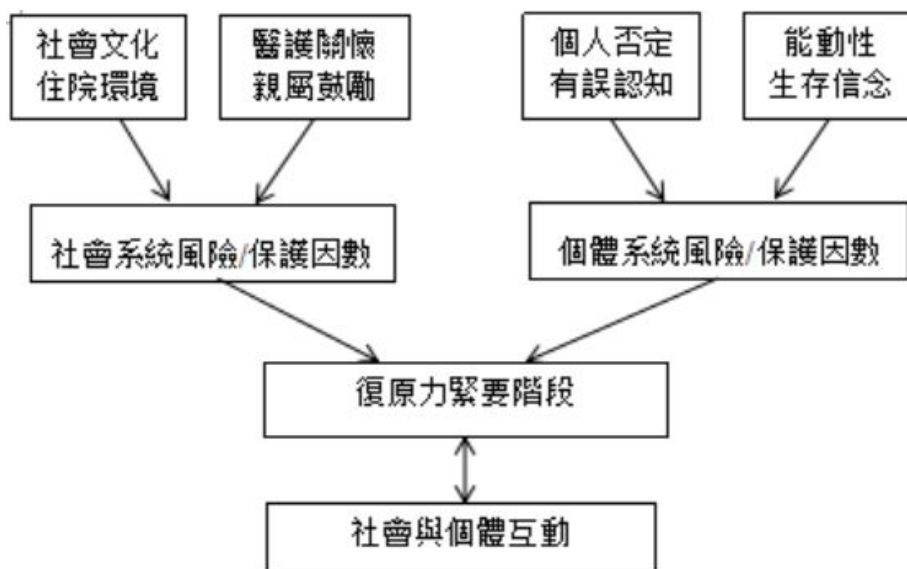 社會文化
住院環境
醫護關懷
親屬鼓勵
個人否定
有誤認知
能動性
生存信念
社會系統風險/保護因數
個體系統風險/保護因數
復原力緊要階段
社會與個體互動